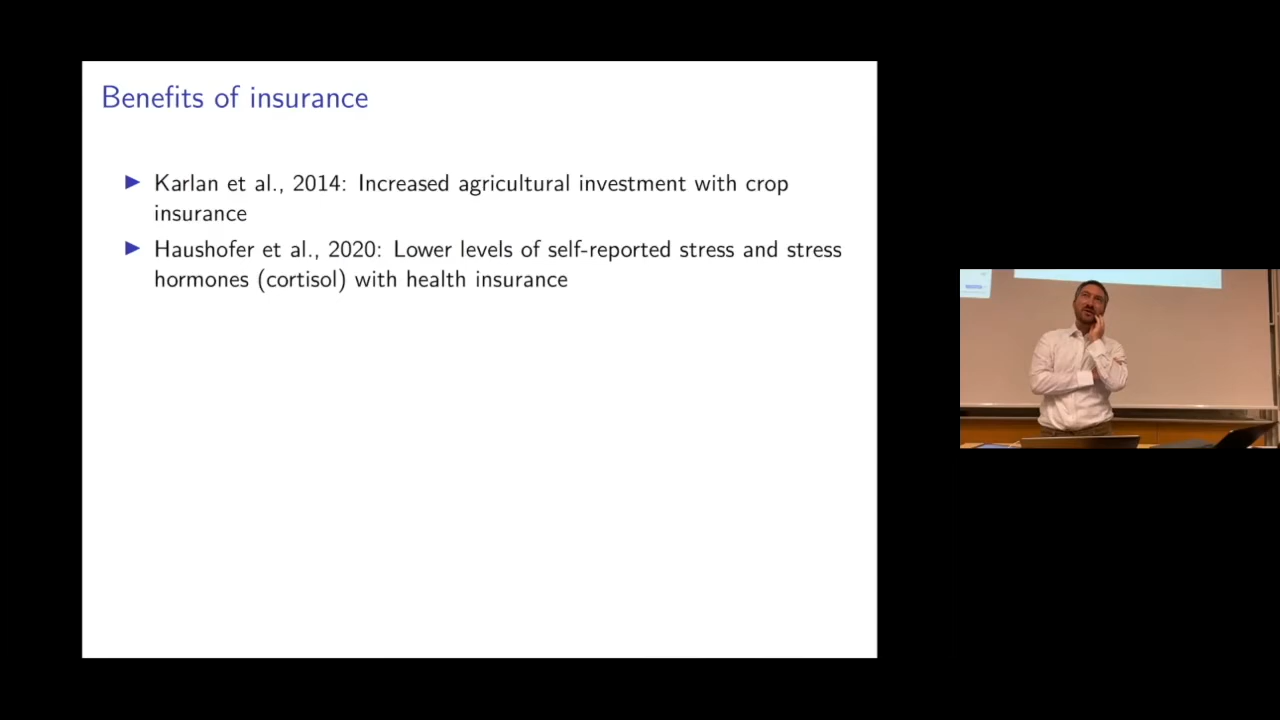 Benefits of insurance
Karlan et al., 2014: Increased agricultural investment with crop
insurance
Haushofer et al., 2020: Lower levels of self-reported stress and stress
hormones (cortisol) with health insurance